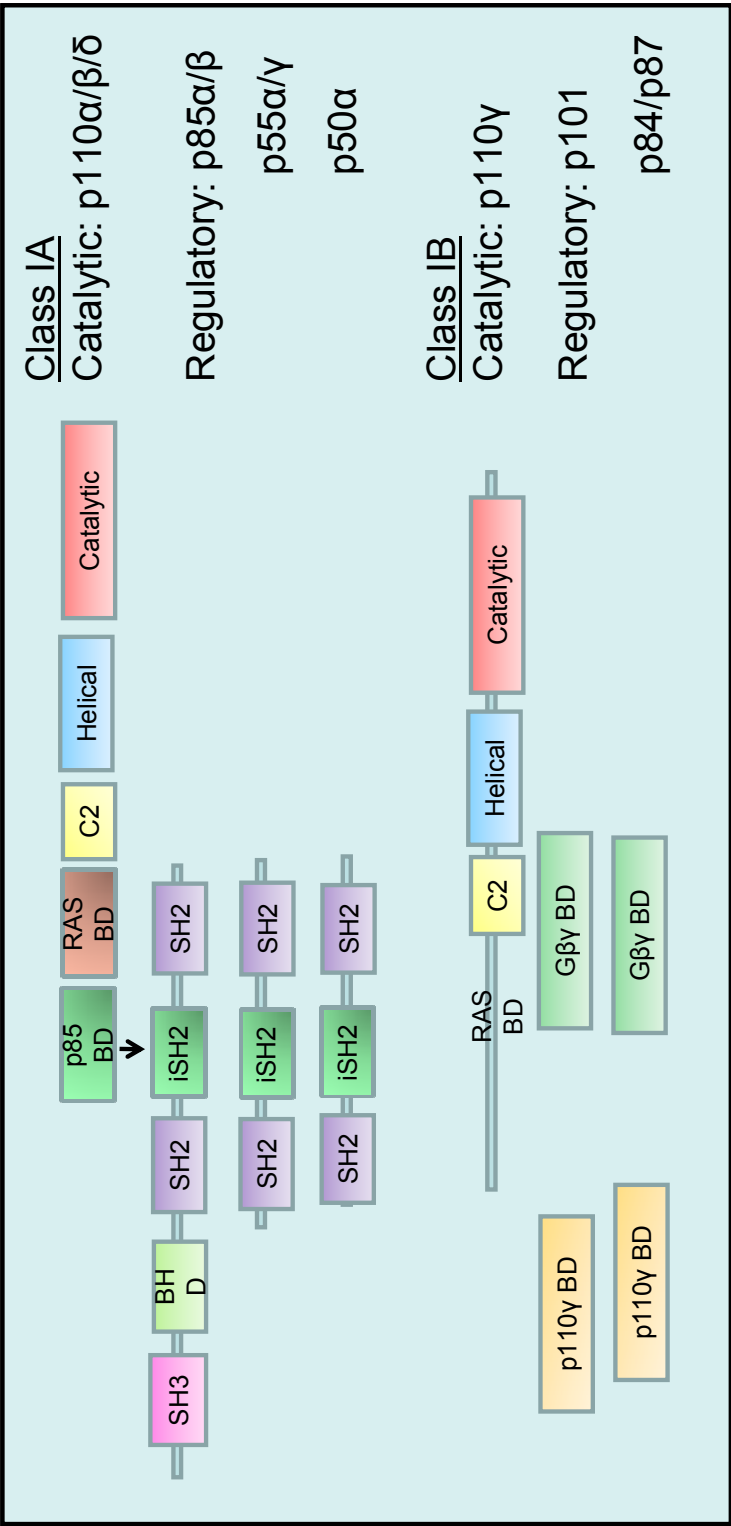 Class IA
p85
BD
RAS
BD
C2
Helical
Catalytic
Catalytic: p110α/β/δ
SH3
BH
D
SH2
iSH2
SH2
Regulatory: p85α/β
SH2
iSH2
SH2
p55α/γ
SH2
iSH2
SH2
p50α
Class IB
RAS
BD
C2
Helical
Catalytic
Catalytic: p110γ
p110γ BD
Gβγ BD
Regulatory: p101
p110γ BD
Gβγ BD
p84/p87